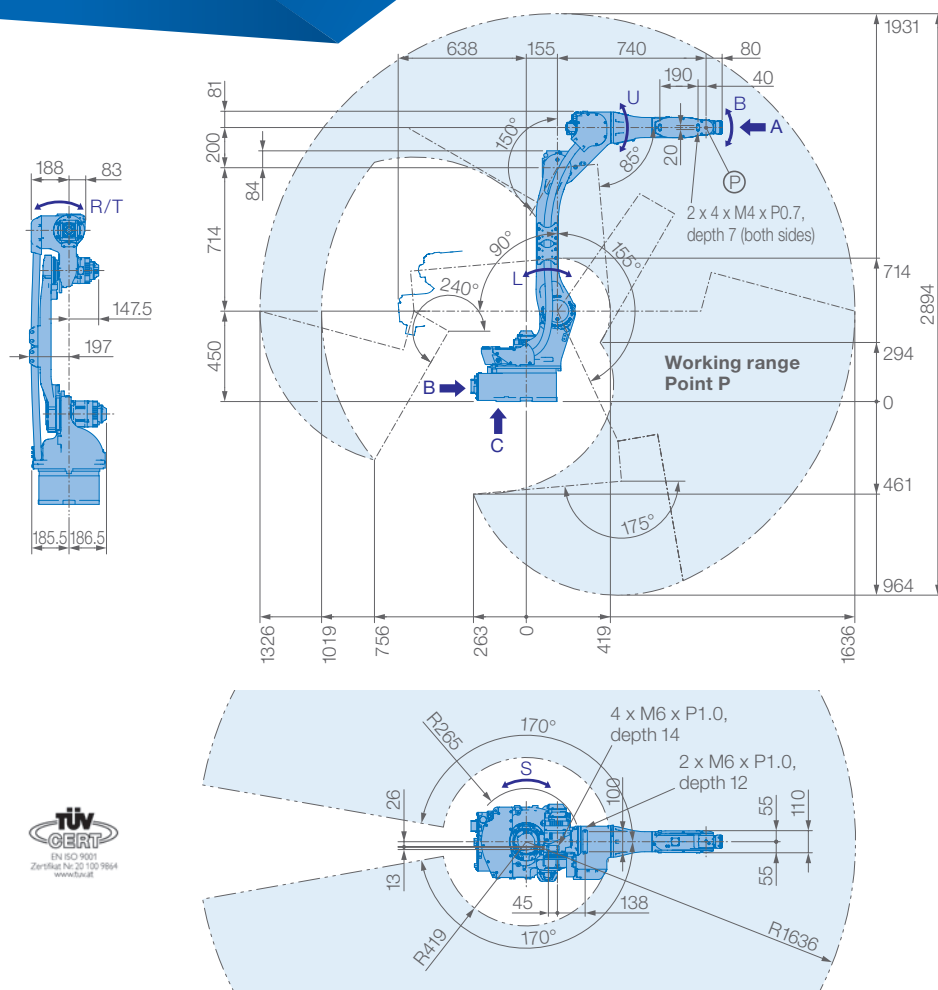 638
155
740
80
1931
81
190
40
U
B
A
150°
200
85°
20
P
84
188
83
R/T
2 x 4 x M4 x P0.7,
depth 7 (both sides)
714
90°
155°
L
714
240°
2894
147.5
450
197
294
Working range
Point P
B
0
C
461
175°
185.5
186.5
964
1326
1019
756
263
0
419
1636
R265
170°
4 x M6 x P1.0,
depth 14
S
2 x M6 x P1.0,
depth 12
100
26
55
110
TÜV
CERT
EN ISO 9001
Zertifikat Nr. 20 100 9864
www.tuv.at
13
55
45
138
R419
170°
R1636